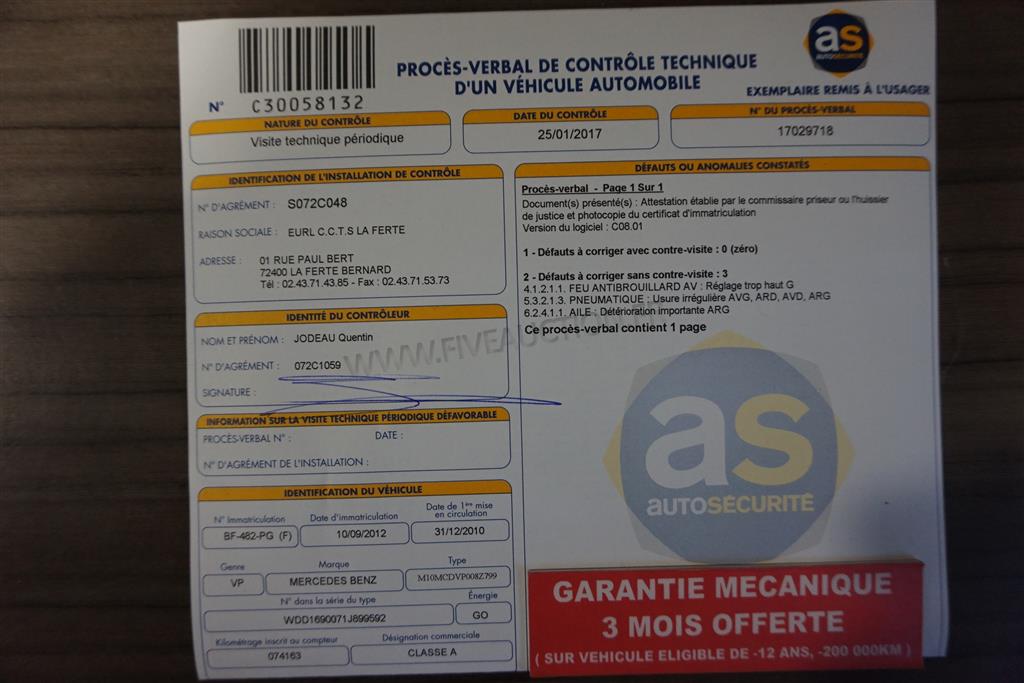 PROCÈS-VERBAL DE CONTRÔLE TECHNIQUE
D'UN VÉHICULE AUTOMOBILE
as
AUTOSÉCURITÉ
EXEMPLAIRE REMIS À L'USAGER
N° C30058132
NATURE DU CONTRÔLE
Visite technique périodique
DATE DU CONTRÔLE
25/01/2017
N° DU PROCÈS-VERBAL
17029718
IDENTIFICATION DE L'INSTALLATION DE CONTRÔLE
N° D'AGRÉMENT : S072C048
RAISON SOCIALE : EURL C.C.T.S LA FERTE
ADRESSE : 01 RUE PAUL BERT
72400 LA FERTE BERNARD
Tél : 02.43.71.43.85 - Fax : 02.43.71.53.73
IDENTITÉ DU CONTRÔLEUR
NOM ET PRÉNOM : JODEAU Quentin
N° D'AGRÉMENT : 072C1059
SIGNATURE :
INFORMATION SUR LA VISITE TECHNIQUE PÉRIODIQUE DÉFAVORABLE
PROCÈS-VERBAL N° : DATE :
N° D'AGRÉMENT DE L'INSTALLATION :
IDENTIFICATION DU VÉHICULE
N° Immatriculation
BF-482-PG (F)
Date d'immatriculation
10/09/2012
Date de 1ère mise
en circulation
31/12/2010
Genre
VP
Marque
MERCEDES BENZ
Type
M10MCDVP008Z799
N° dans la série du type
WDD1690071J899592
Énergie
GO
Kilométrage inscrit au compteur
074163
Désignation commerciale
CLASSE A
DÉFAUTS OU ANOMALIES CONSTATÉS
Procès-verbal - Page 1 Sur 1
Document(s) présenté(s) : Attestation établie par le commissaire priseur ou l'huissier
de justice et photocopie du certificat d'immatriculation
Version du logiciel : C08.01
1 - Défauts à corriger avec contre-visite : 0 (zéro)
2 - Défauts à corriger sans contre-visite : 3
4.1.2.1.1. FEU ANTIBROUILLARD AV : Réglage trop haut G
5.3.2.1.3. PNEUMATIQUE : Usure irrégulière AVG, ARD, AVD, ARG
6.2.4.1.1. AILE : Détérioration importante ARG
Ce procès-verbal contient 1 page
as
AUTOSÉCURITÉ
GARANTIE MECANIQUE
3 MOIS OFFERTE
( SUR VEHICULE ELIGIBLE DE -12 ANS, -200 000KM )